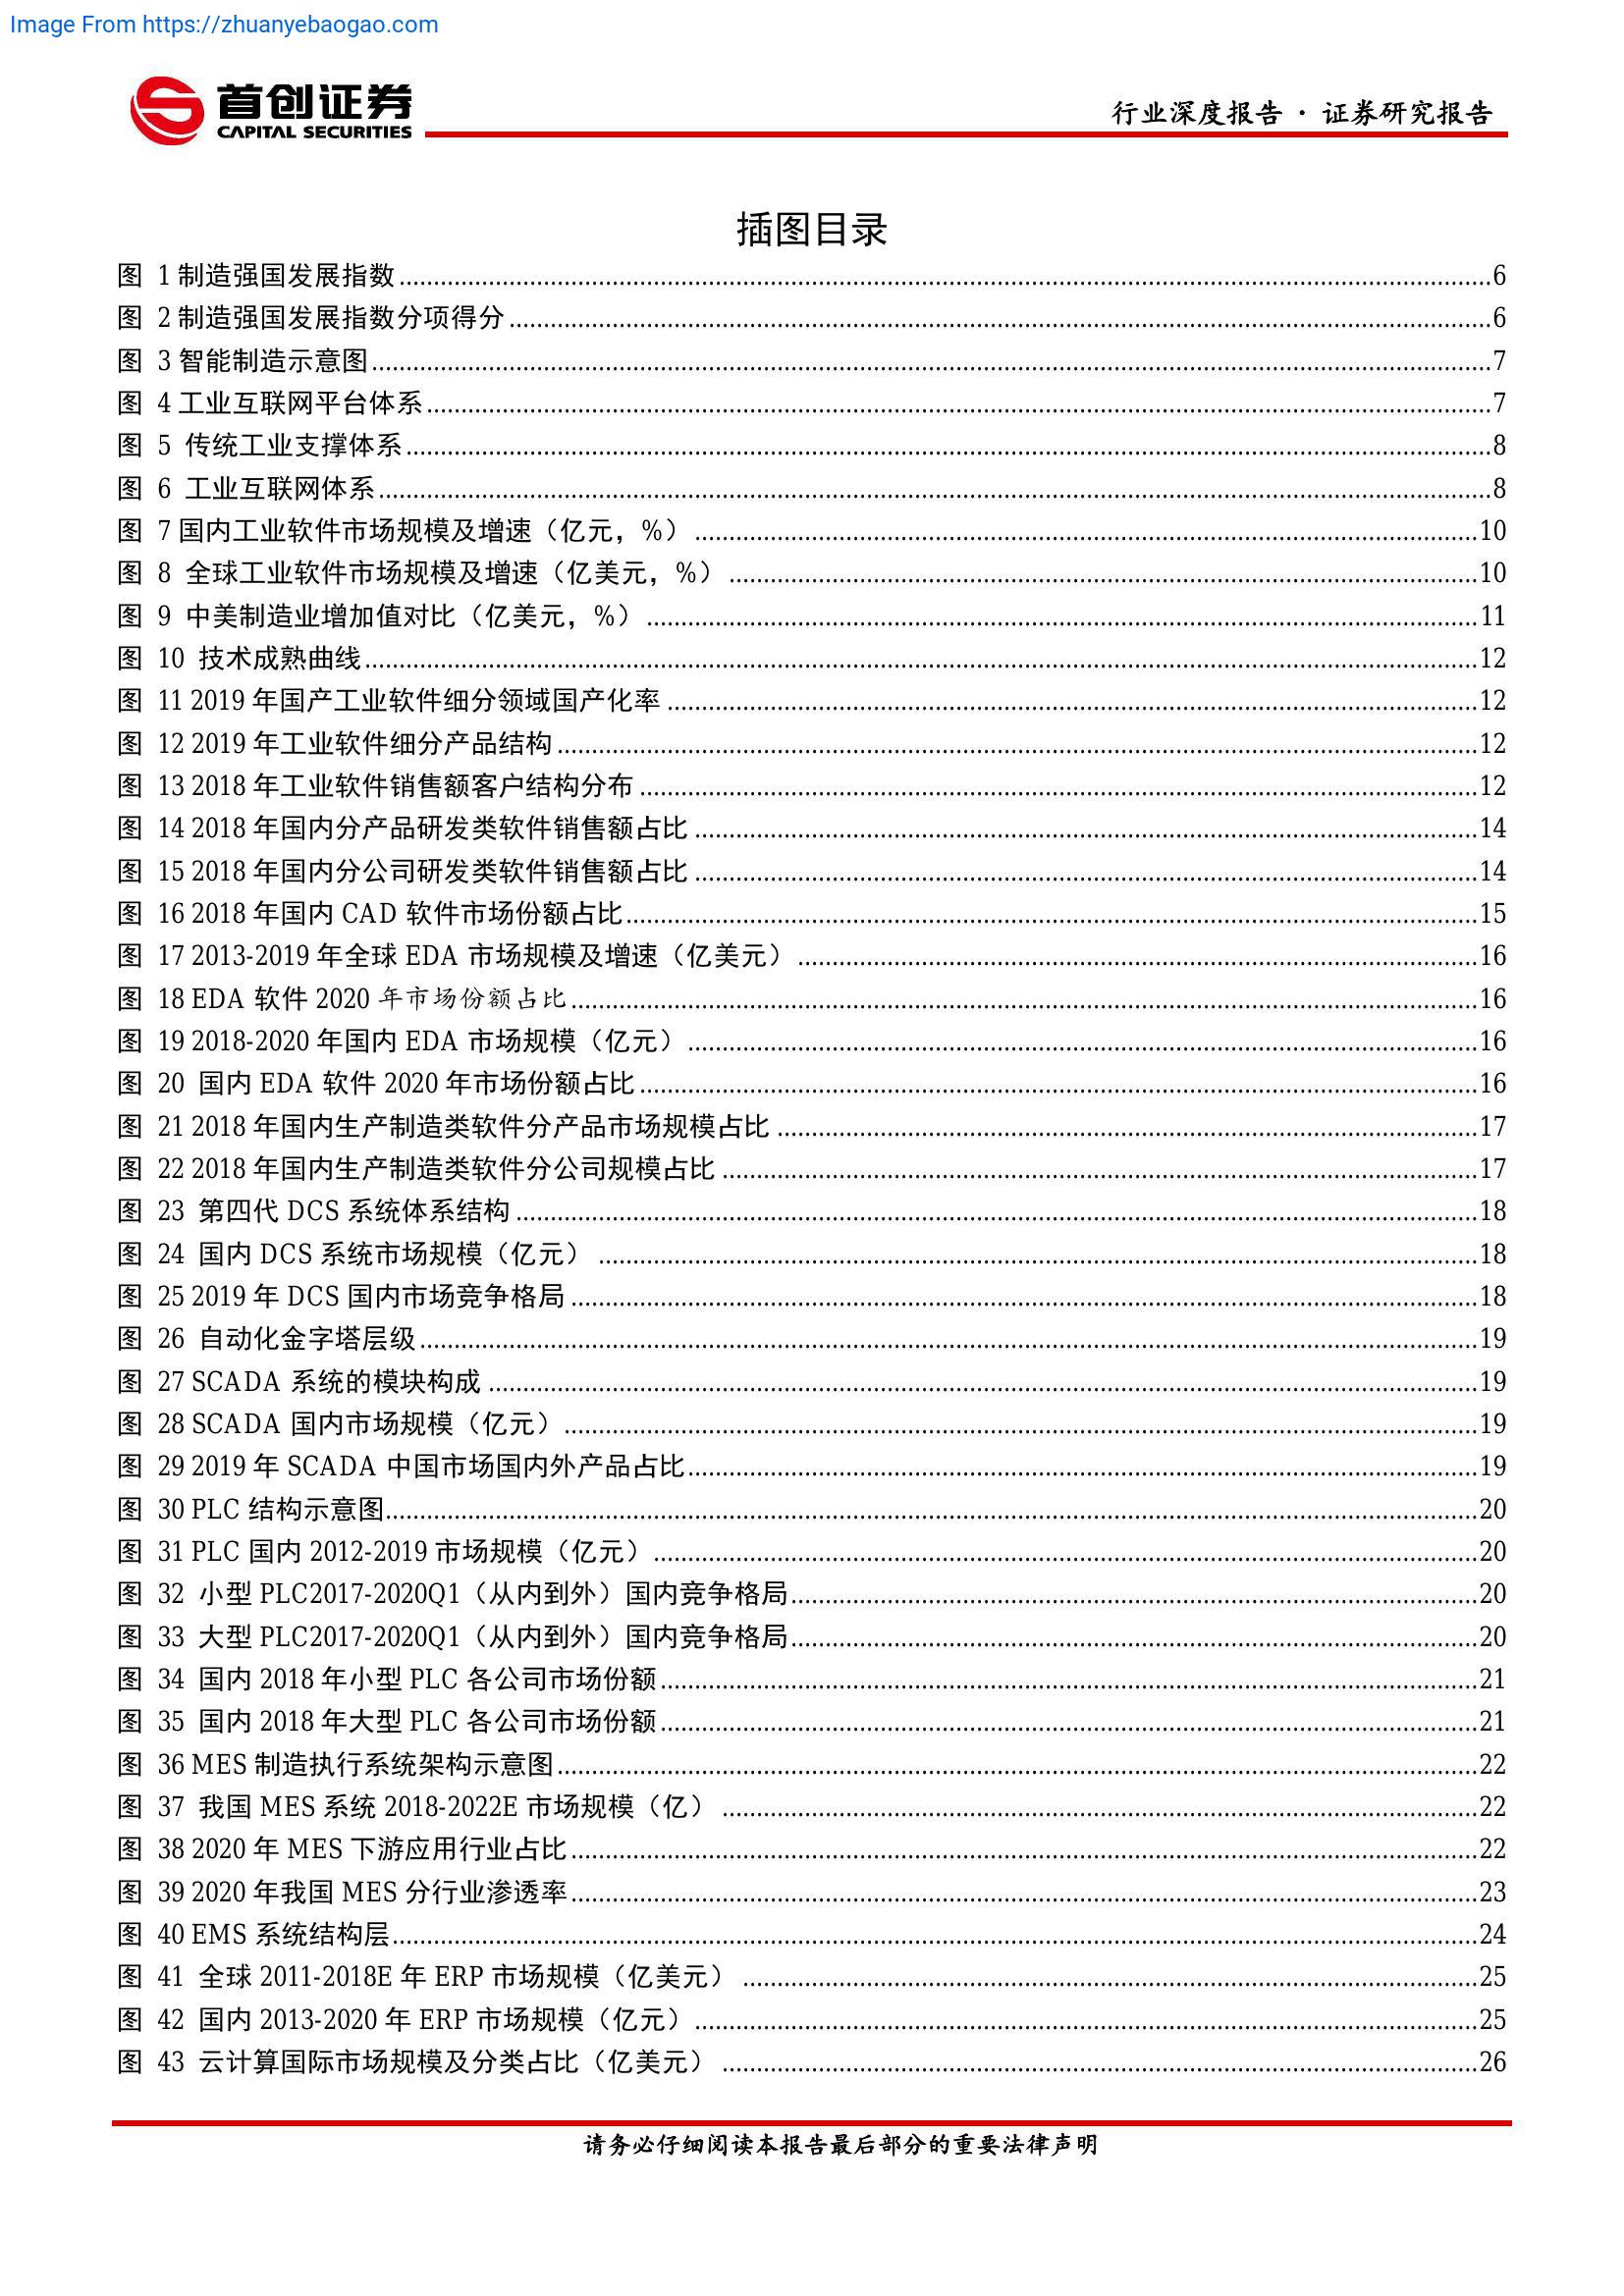 Image From https://zhuanyebaogao.com
首创证券
CAPITAL SECURITIES
行业深度报告 · 证券研究报告
插图目录
图 1 制造强国发展指数 6
图 2 制造强国发展指数分项得分 6
图 3 智能制造示意图 7
图 4 工业互联网平台体系 7
图 5 传统工业支撑体系 8
图 6 工业互联网体系 8
图 7 国内工业软件市场规模及增速（亿元，%） 10
图 8 全球工业软件市场规模及增速（亿美元，%） 10
图 9 中美制造业增加值对比（亿美元，%） 11
图 10 技术成熟曲线 12
图 11 2019 年国产工业软件细分领域国产化率 12
图 12 2019 年工业软件细分产品结构 12
图 13 2018 年工业软件销售额客户结构分布 12
图 14 2018 年国内分产品研发类软件销售额占比 14
图 15 2018 年国内分公司研发类软件销售额占比 14
图 16 2018 年国内 CAD 软件市场份额占比 15
图 17 2013-2019 年全球 EDA 市场规模及增速（亿美元） 16
图 18 EDA 软件 2020 年市场份额占比 16
图 19 2018-2020 年国内 EDA 市场规模（亿元） 16
图 20 国内 EDA 软件 2020 年市场份额占比 16
图 21 2018 年国内生产制造类软件分产品市场规模占比 17
图 22 2018 年国内生产制造类软件分公司规模占比 17
图 23 第四代 DCS 系统体系结构 18
图 24 国内 DCS 系统市场规模（亿元） 18
图 25 2019 年 DCS 国内市场竞争格局 18
图 26 自动化金字塔层级 19
图 27 SCADA 系统的模块构成 19
图 28 SCADA 国内市场规模（亿元） 19
图 29 2019 年 SCADA 中国市场国内外产品占比 19
图 30 PLC 结构示意图 20
图 31 PLC 国内 2012-2019 市场规模（亿元） 20
图 32 小型 PLC2017-2020Q1（从内到外）国内竞争格局 20
图 33 大型 PLC2017-2020Q1（从内到外）国内竞争格局 20
图 34 国内 2018 年小型 PLC 各公司市场份额 21
图 35 国内 2018 年大型 PLC 各公司市场份额 21
图 36 MES 制造执行系统架构示意图 22
图 37 我国 MES 系统 2018-2022E 市场规模（亿） 22
图 38 2020 年 MES 下游应用行业占比 22
图 39 2020 年我国 MES 分行业渗透率 23
图 40 EMS 系统结构层 24
图 41 全球 2011-2018E 年 ERP 市场规模（亿美元） 25
图 42 国内 2013-2020 年 ERP 市场规模（亿元） 25
图 43 云计算国际市场规模及分类占比（亿美元） 26
请务必仔细阅读本报告最后部分的重要法律声明